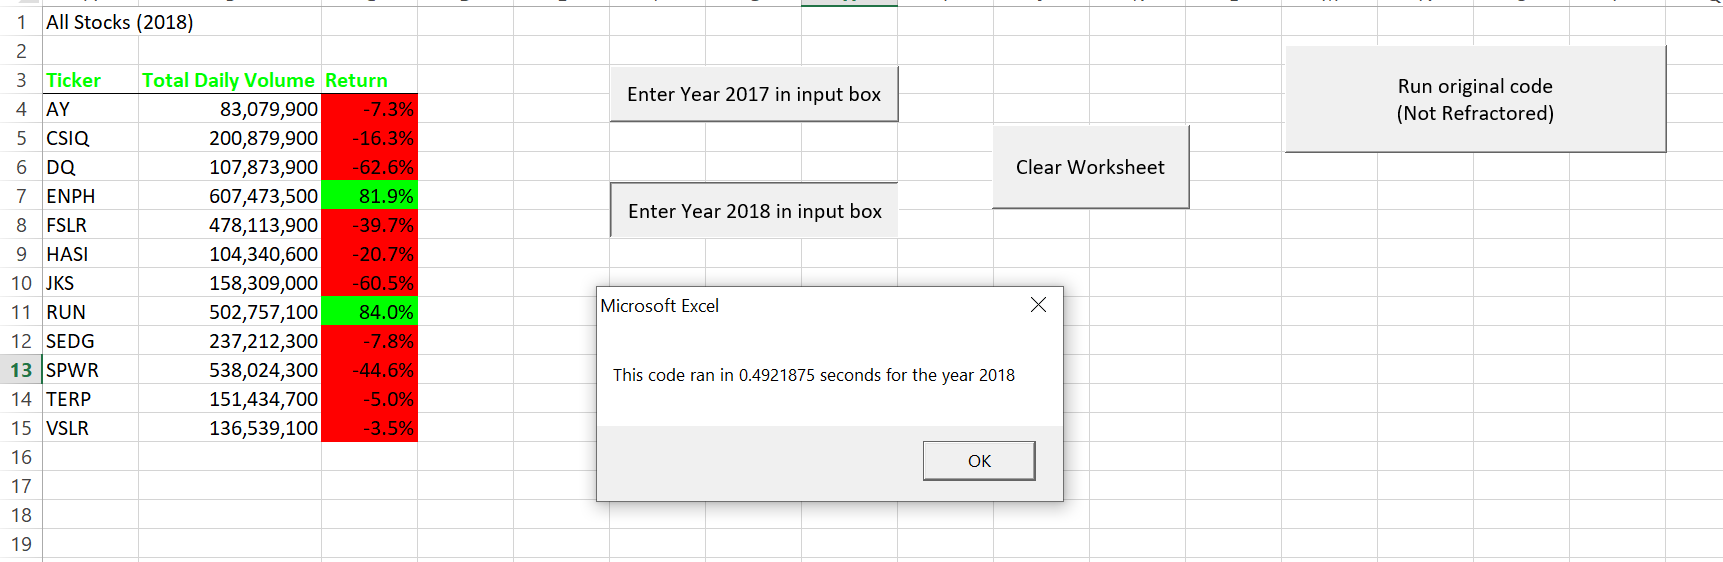 1 All Stocks (2018)
2
3 Ticker Total Daily Volume Return
4 AY 83,079,900 -7.3%
5 CSIQ 200,879,900 -16.3%
6 DQ 107,873,900 -62.6%
7 ENPH 607,473,500 81.9%
8 FSLR 478,113,900 -39.7%
9 HASI 104,340,600 -20.7%
10 JKS 158,309,000 -60.5%
11 RUN 502,757,100 84.0%
12 SEDG 237,212,300 -7.8%
13 SPWR 538,024,300 -44.6%
14 TERP 151,434,700 -5.0%
15 VSLR 136,539,100 -3.5%
16
17
18
19
Enter Year 2017 in input box
Enter Year 2018 in input box
Clear Worksheet
Run original code
(Not Refractored)
Microsoft Excel
This code ran in 0.4921875 seconds for the year 2018
OK